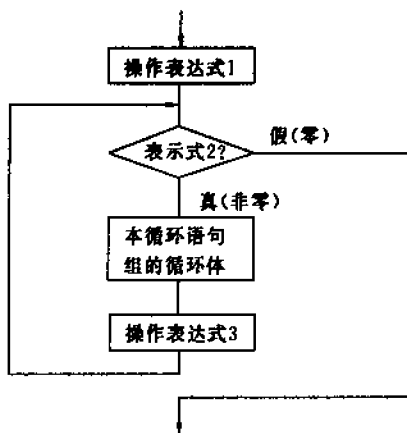 操作表达式1
表示式2?
假(零)
真(非零)
本循环语句
组的循环体
操作表达式3